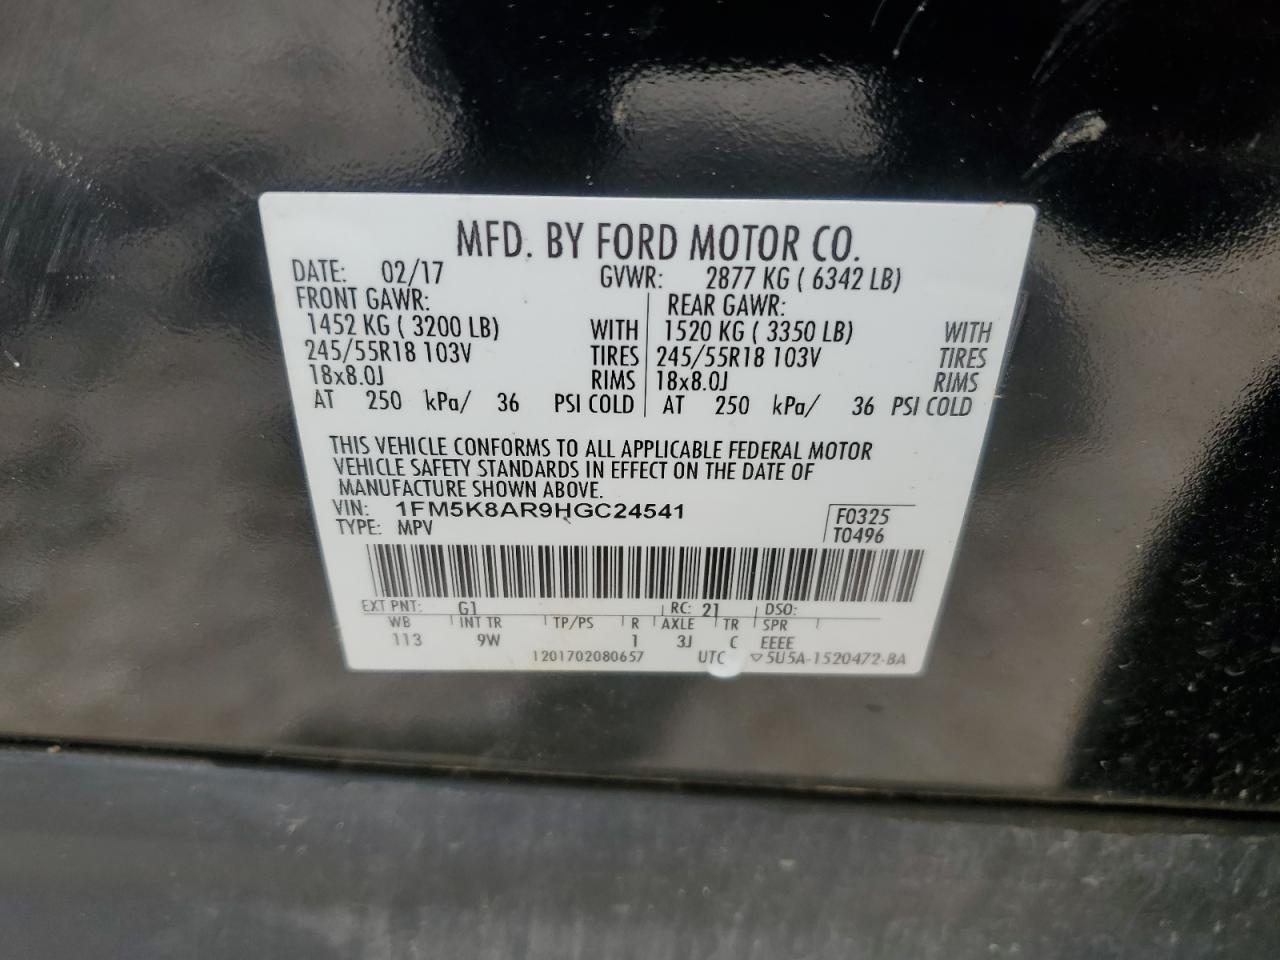 MFD. BY FORD MOTOR CO.
DATE: 02/17 GVWR: 2877 KG ( 6342 LB)
FRONT GAWR: REAR GAWR:
1452 KG ( 3200 LB) WITH 1520 KG ( 3350 LB) WITH
245/55R18 103V TIRES 245/55R18 103V TIRES
18x8.0J RIMS 18x8.0J RIMS
AT 250 kPa/ 36 PSI COLD AT 250 kPa/ 36 PSI COLD
THIS VEHICLE CONFORMS TO ALL APPLICABLE FEDERAL MOTOR
VEHICLE SAFETY STANDARDS IN EFFECT ON THE DATE OF
MANUFACTURE SHOWN ABOVE.
VIN: 1FM5K8AR9HGC24541 F0325
TYPE: MPV T0496
EXT PNT: G1 RC: 21 DSO:
WB INT TR TP/PS R AXLE TR SPR
113 9W 1 3J C EEEE
1201702080657 UTC ▽5U5A-1520472-BA